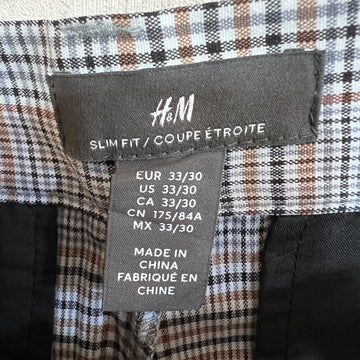 H&M
SLIM FIT / COUPE ÉTROITE
EUR 33/30
US 33/30
CA 33/30
CN 175/84A
MX 33/30
MADE IN
CHINA
FABRIQUÉ EN
CHINE